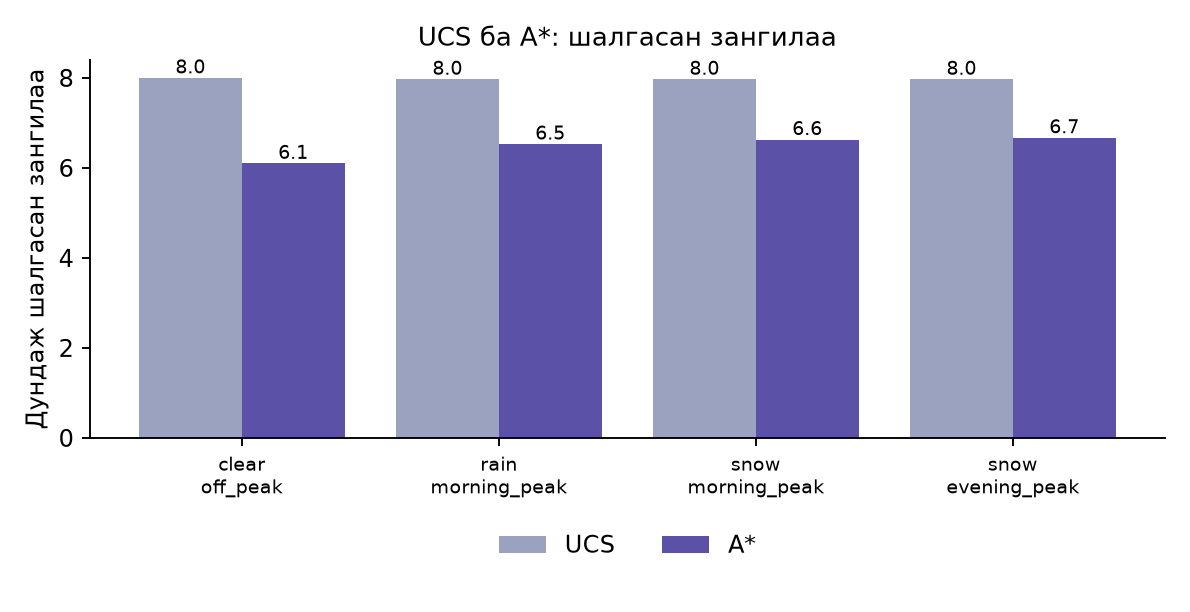 UCS ба A*: шалгасан зангилаа
Дундаж шалгасан зангилаа
8
6
4
2
0
8.0
6.1
8.0
6.5
8.0
6.6
8.0
6.7
clear
off_peak
rain
morning_peak
snow
morning_peak
snow
evening_peak
UCS
A*